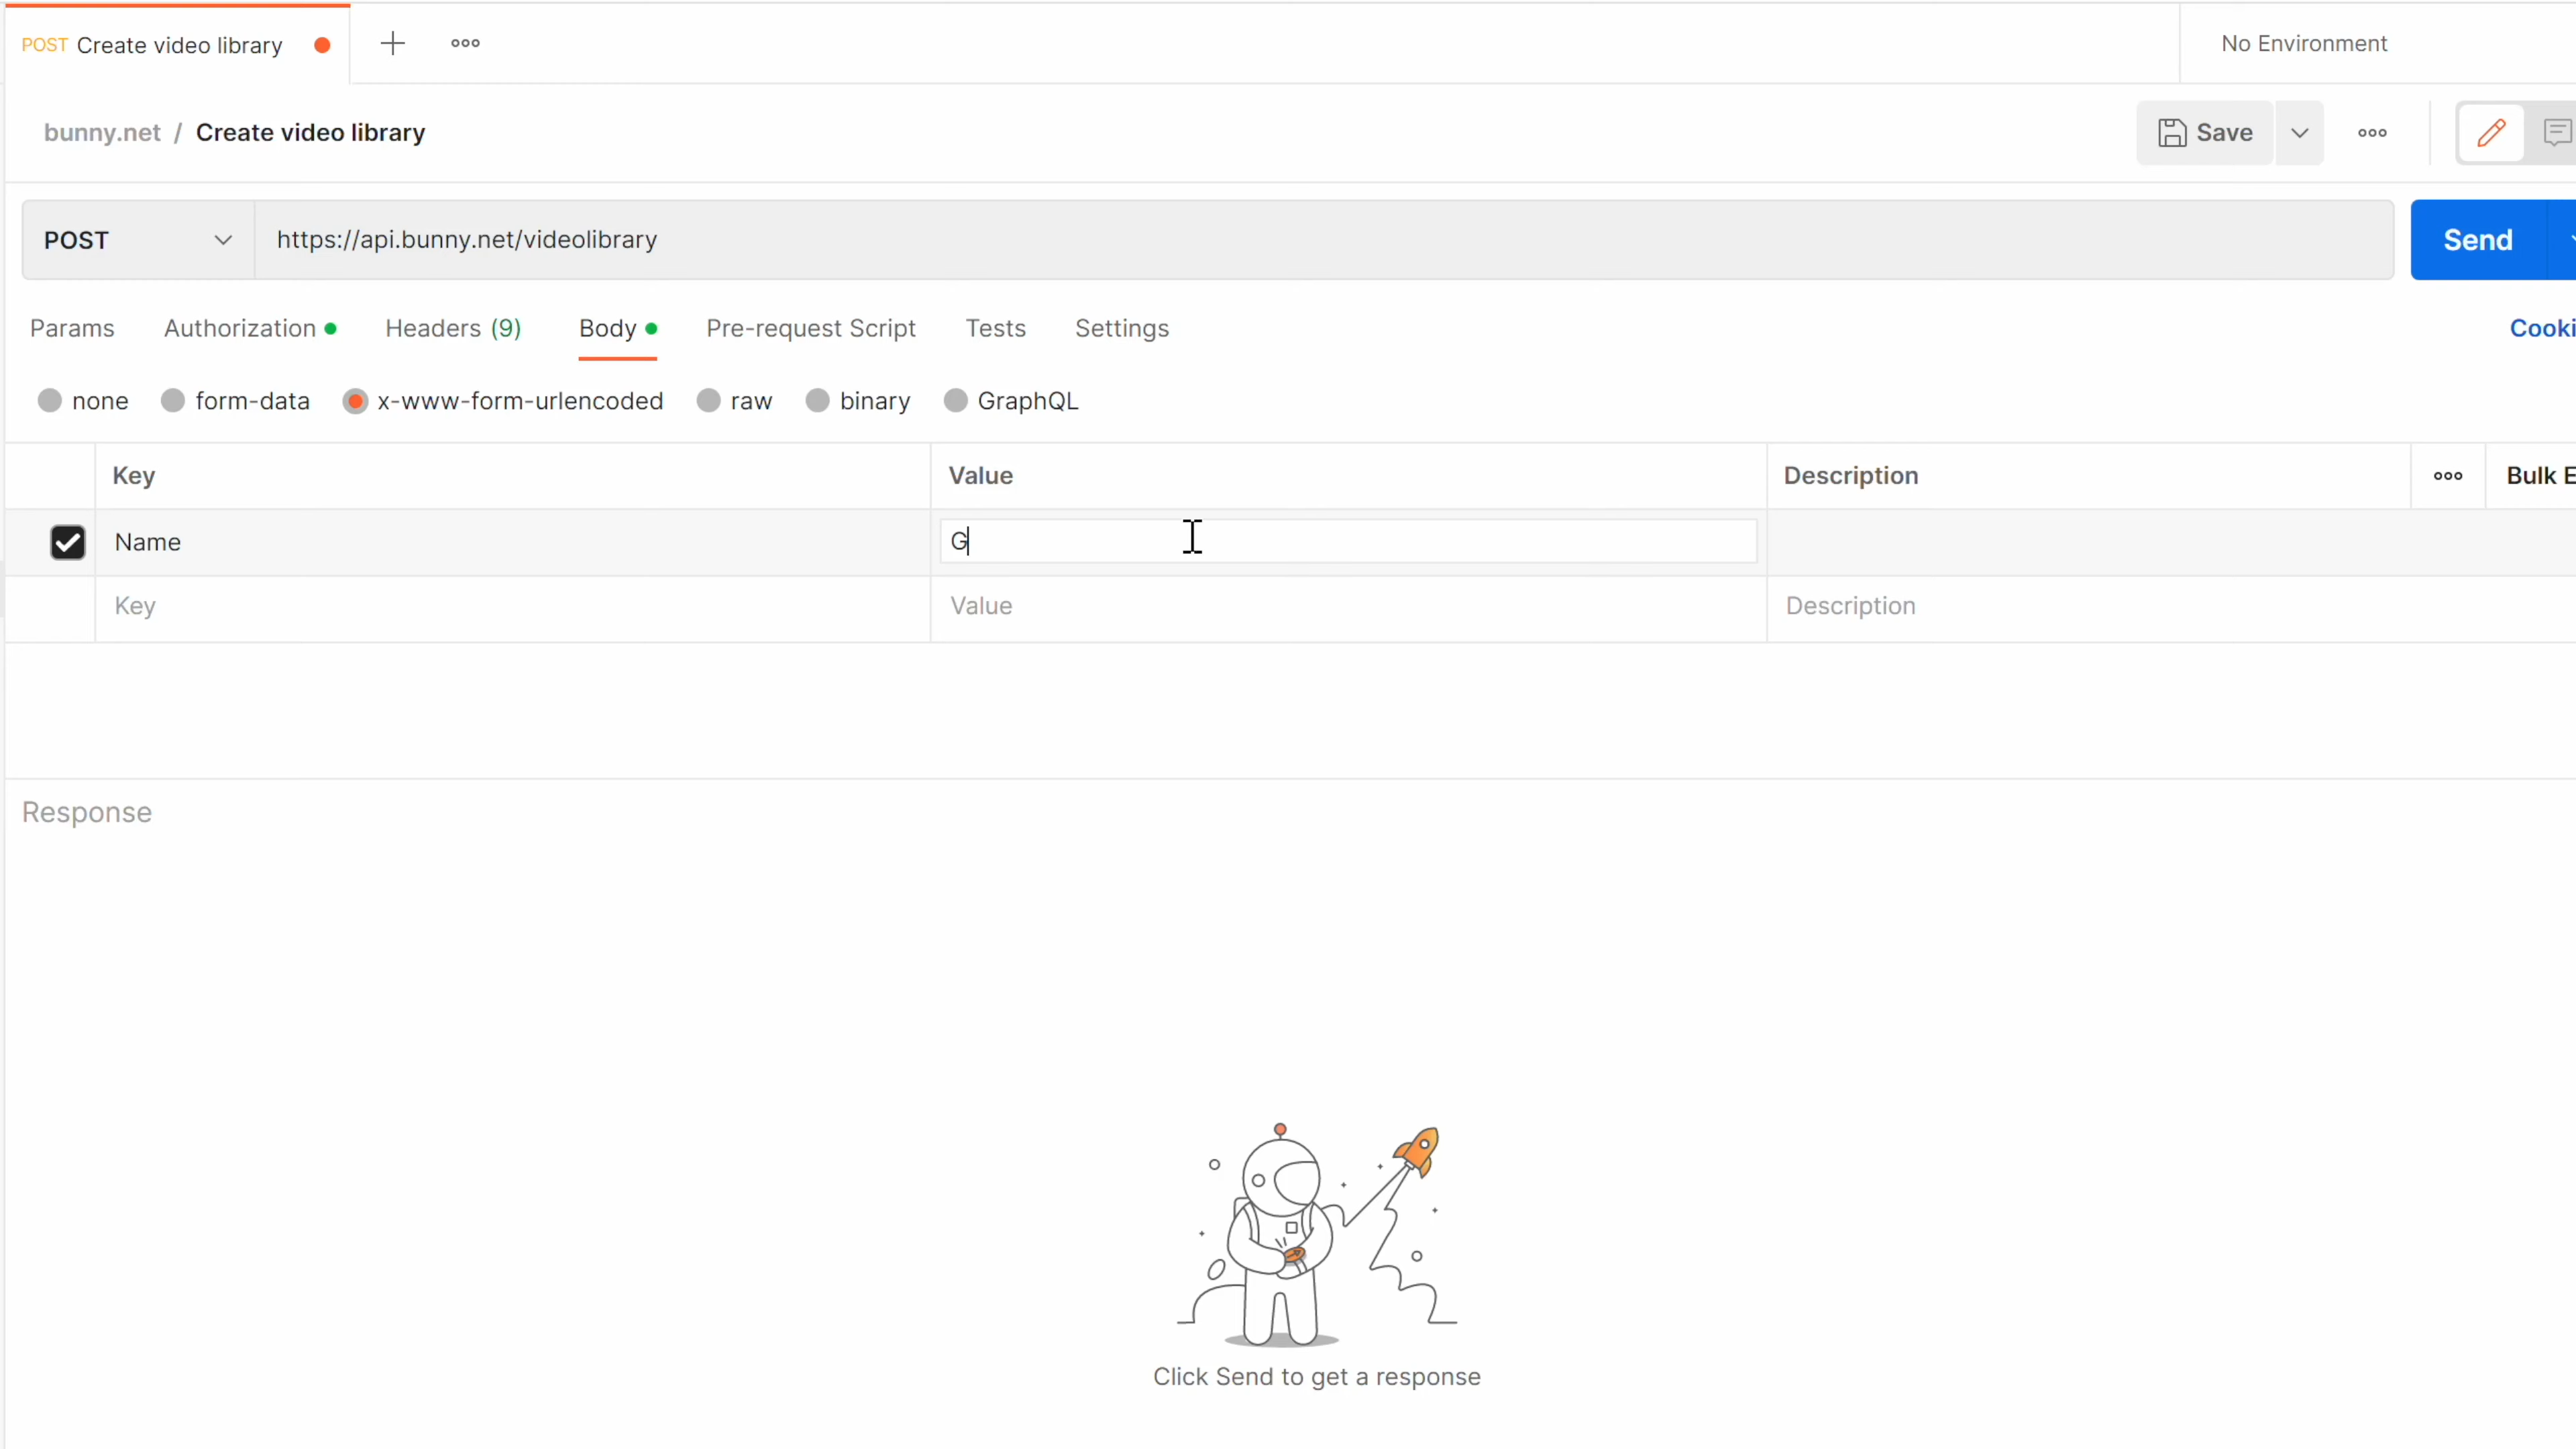 POST Create video library
No Environment
bunny.net / Create video library
Save
POST
https://api.bunny.net/videolibrary
Send
Params Authorization Headers (9) Body Pre-request Script Tests Settings
Cooki
none form-data x-www-form-urlencoded raw binary GraphQL
Key Value Description Bulk E
Name G
Key Value Description
Response
Click Send to get a response